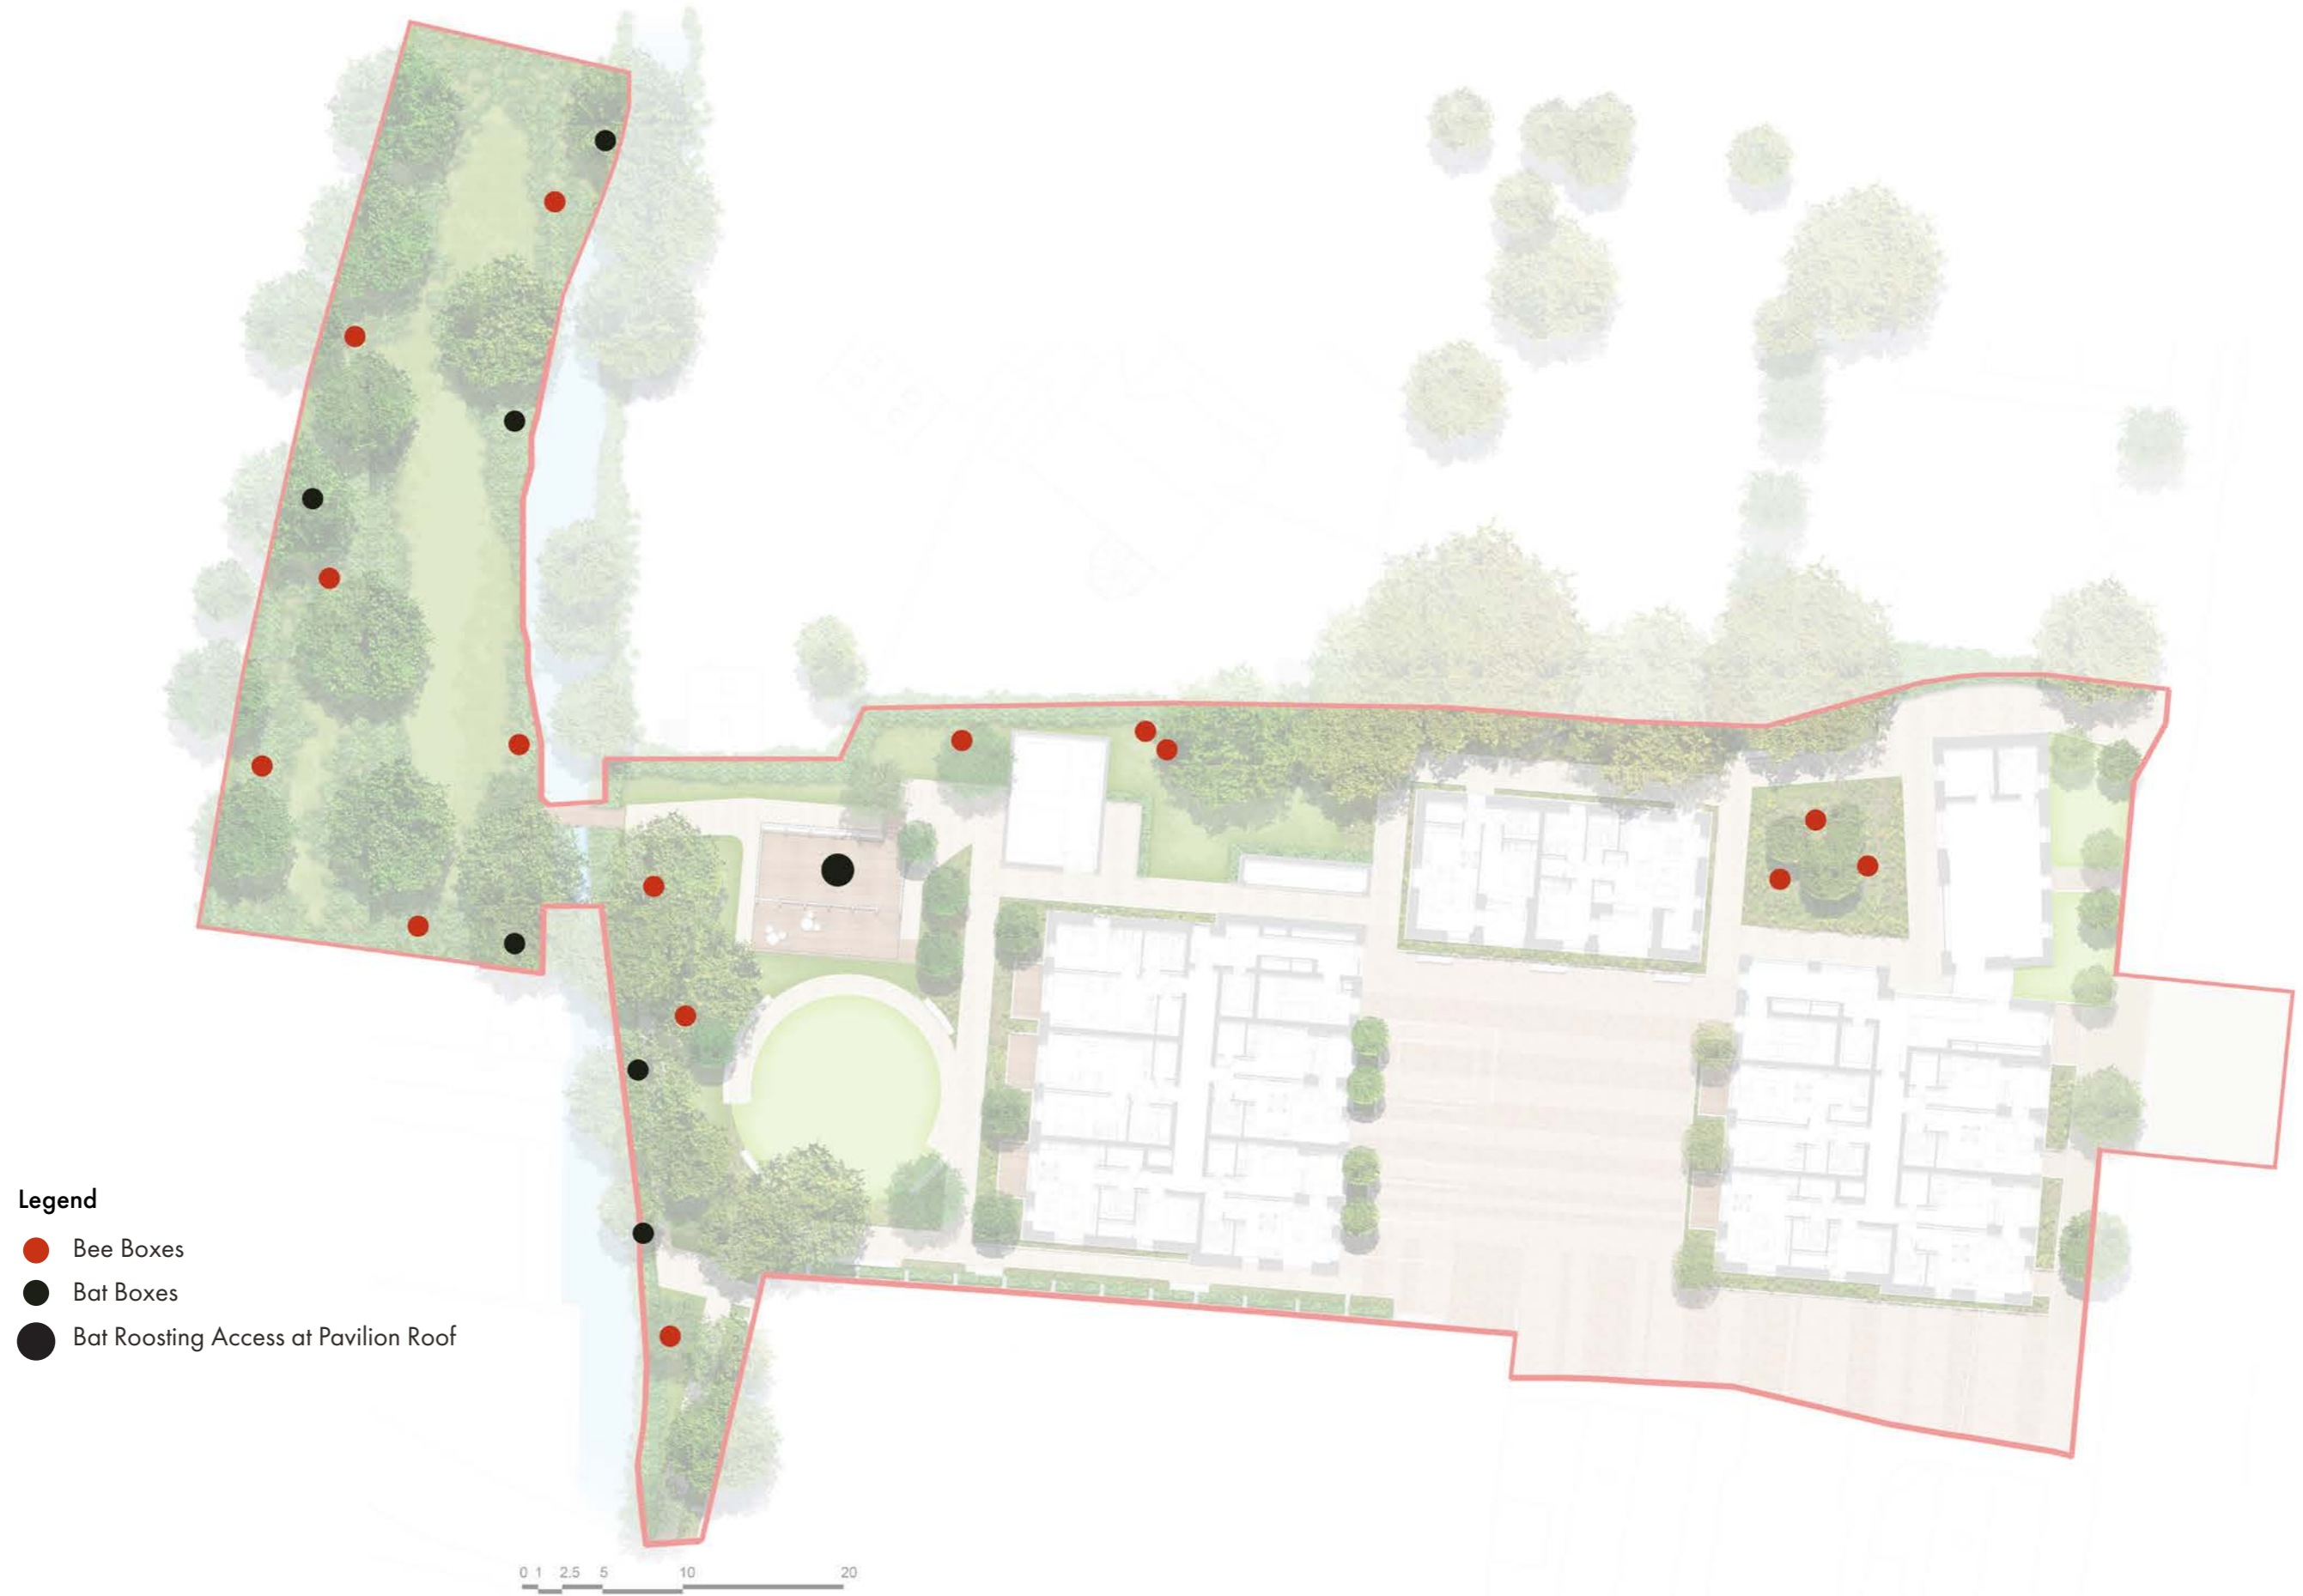 Legend
Bee Boxes
Bat Boxes
Bat Roosting Access at Pavilion Roof
0 1 2.5 5 10 20